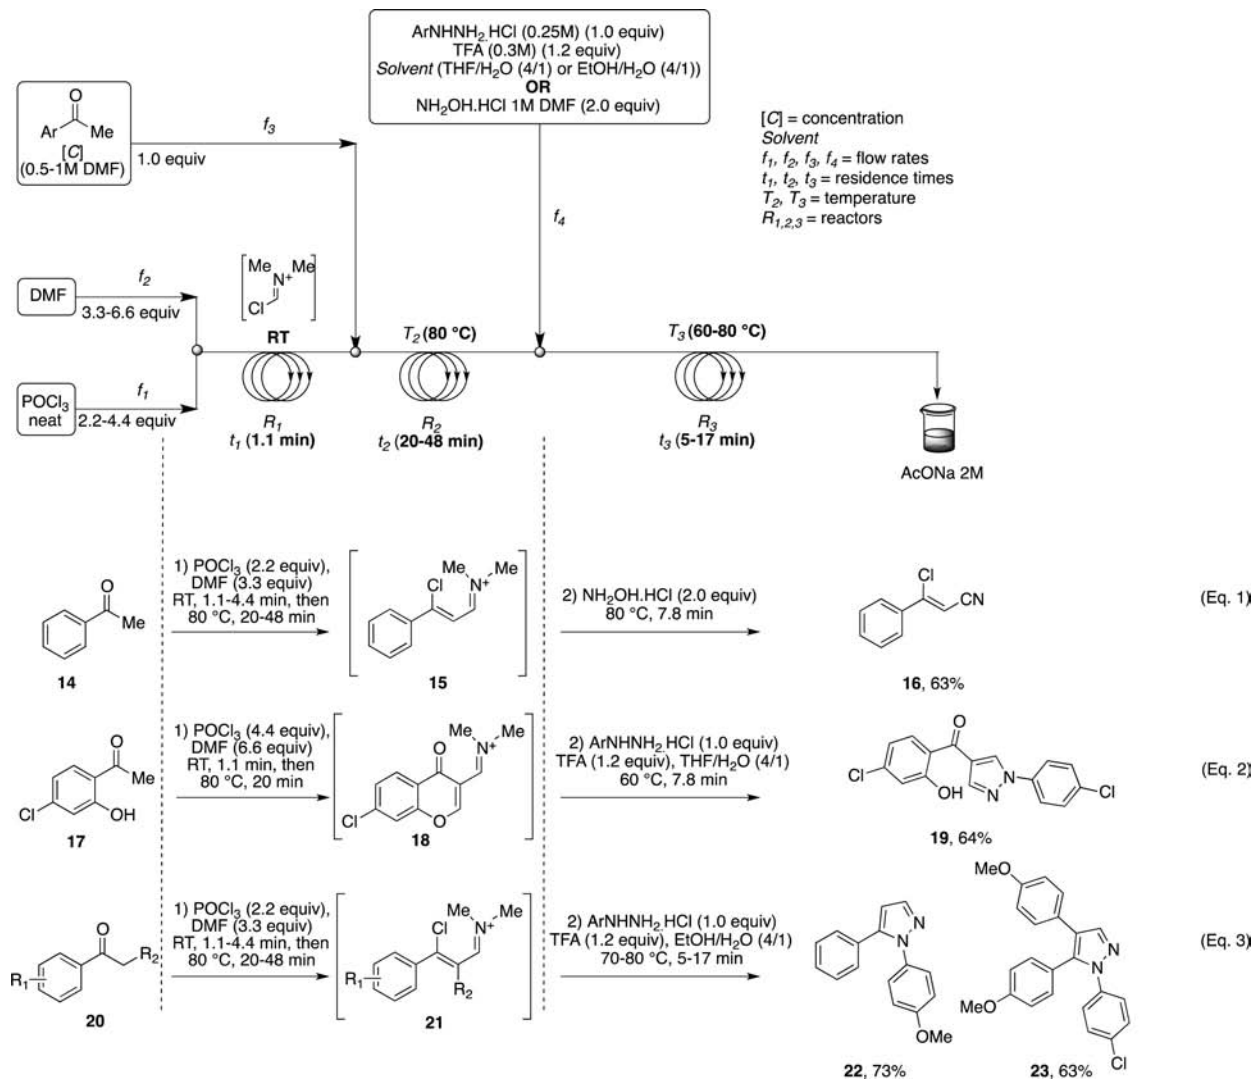 ArNHNH2.HCl (0.25M) (1.0 equiv)
TFA (0.3M) (1.2 equiv)
Solvent (THF/H2O (4/1) or EtOH/H2O (4/1))
OR
NH2OH.HCl 1M DMF (2.0 equiv)
O
Ar
Me
[C]
(0.5-1M DMF)
f3
1.0 equiv
[C] = concentration
Solvent
f1, f2, f3, f4 = flow rates
t1, t2, t3 = residence times
T2, T3 = temperature
R1,2,3 = reactors
f4
DMF
f2
3.3-6.6 equiv
Me
Me
N+
Cl
RT
T2 (80 °C)
T3 (60-80 °C)
POCl3
neat
f1
2.2-4.4 equiv
R1
t1 (1.1 min)
R2
t2 (20-48 min)
R3
t3 (5-17 min)
AcONa 2M
O
Me
14
1) POCl3 (2.2 equiv),
DMF (3.3 equiv)
RT, 1.1-4.4 min, then
80 °C, 20-48 min
Me
Me
Cl
N+
15
2) NH2OH.HCl (2.0 equiv)
80 °C, 7.8 min
Cl
CN
16, 63%
(Eq. 1)
O
Me
Cl
OH
17
1) POCl3 (4.4 equiv),
DMF (6.6 equiv)
RT, 1.1 min, then
80 °C, 20 min
Me
Me
O
N+
Cl
O
18
2) ArNHNH2.HCl (1.0 equiv)
TFA (1.2 equiv), THF/H2O (4/1)
60 °C, 7.8 min
O
Cl
OH
N
N
Cl
19, 64%
(Eq. 2)
O
R2
R1
20
1) POCl3 (2.2 equiv),
DMF (3.3 equiv)
RT, 1.1-4.4 min, then
80 °C, 20-48 min
Me
Me
Cl
N+
R1
R2
21
2) ArNHNH2.HCl (1.0 equiv)
TFA (1.2 equiv), EtOH/H2O (4/1)
70-80 °C, 5-17 min
N
N
OMe
22, 73%
MeO
N
N
MeO
Cl
23, 63%
(Eq. 3)